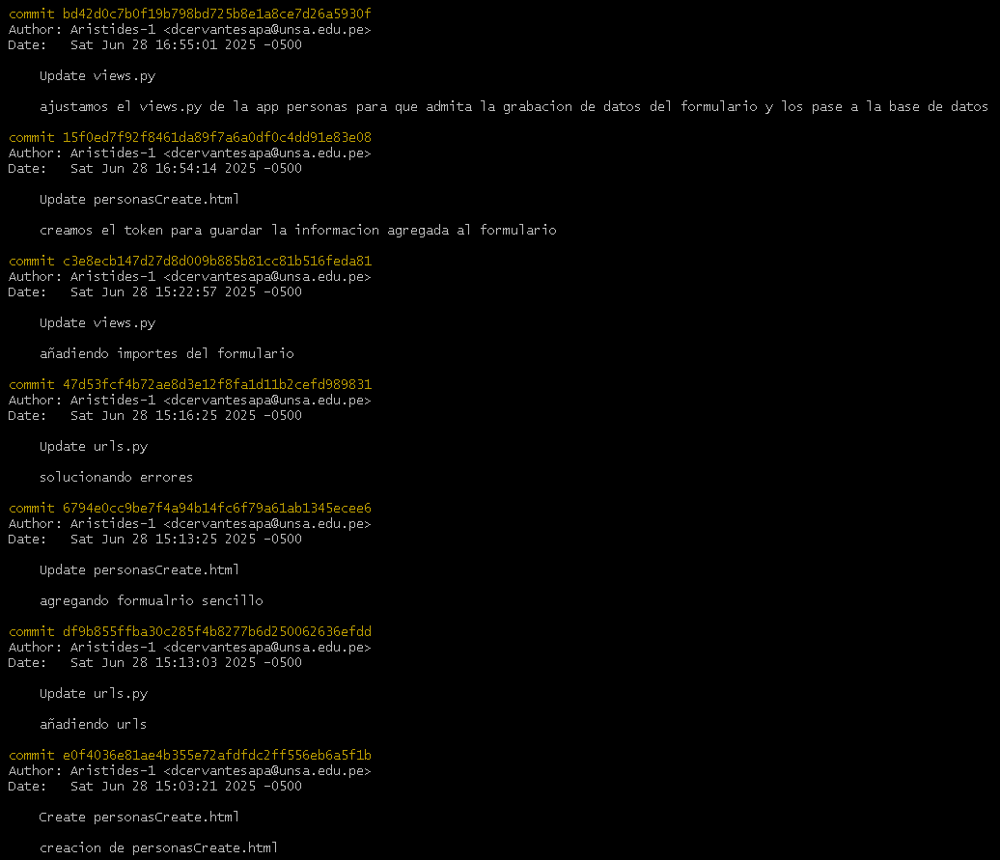 commit bd42d0c7b0f19b798bd725b8e1a8ce7d26a5930f
Author: Aristides-1 <dcervantesapa@unsa.edu.pe>
Date:   Sat Jun 28 16:55:01 2025 -0500
Update views.py
ajustamos el views.py de la app personas para que admita la grabacion de datos del formulario y los pase a la base de datos
commit 15f0ed7f92f8461da89f7a6a0df0c4dd91e83e08
Author: Aristides-1 <dcervantesapa@unsa.edu.pe>
Date:   Sat Jun 28 16:54:14 2025 -0500
Update personasCreate.html
creamos el token para guardar la informacion agregada al formulario
commit c3e8ecb147d27d8d009b885b81cc81b516feda81
Author: Aristides-1 <dcervantesapa@unsa.edu.pe>
Date:   Sat Jun 28 15:22:57 2025 -0500
Update views.py
añadiendo importes del formulario
commit 47d53fcf4b72ae8d3e12f8fa1d11b2cefd989831
Author: Aristides-1 <dcervantesapa@unsa.edu.pe>
Date:   Sat Jun 28 15:16:25 2025 -0500
Update urls.py
solucionando errores
commit 6794e0cc9be7f4a94b14fc6f79a61ab1345ecee6
Author: Aristides-1 <dcervantesapa@unsa.edu.pe>
Date:   Sat Jun 28 15:13:25 2025 -0500
Update personasCreate.html
agregando formualrio sencillo
commit df9b855ffba30c285f4b8277b6d250062636efdd
Author: Aristides-1 <dcervantesapa@unsa.edu.pe>
Date:   Sat Jun 28 15:13:03 2025 -0500
Update urls.py
añadiendo urls
commit e0f4036e81ae4b355e72afdfdc2ff556eb6a5f1b
Author: Aristides-1 <dcervantesapa@unsa.edu.pe>
Date:   Sat Jun 28 15:03:21 2025 -0500
Create personasCreate.html
creacion de personasCreate.html